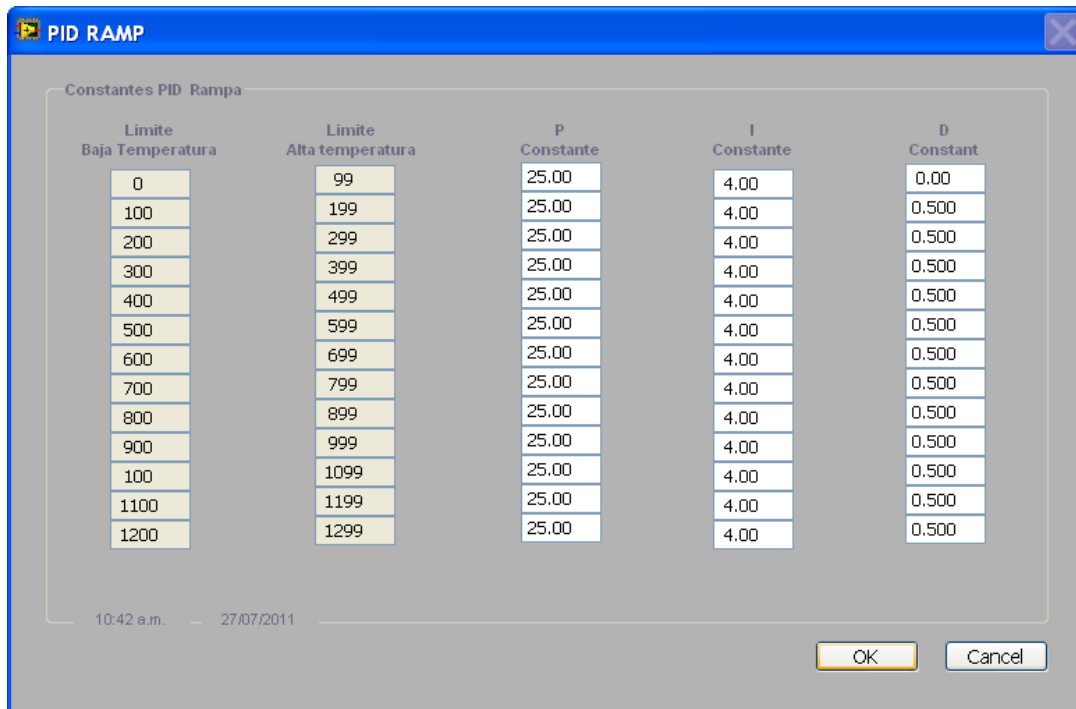 PID RAMP
Constantes PID Rampa
Limite Limite P I D
Baja Temperatura Alta temperatura Constante Constante Constant
0 99 25.00 4.00 0.00
100 199 25.00 4.00 0.500
200 299 25.00 4.00 0.500
300 399 25.00 4.00 0.500
400 499 25.00 4.00 0.500
500 599 25.00 4.00 0.500
600 699 25.00 4.00 0.500
700 799 25.00 4.00 0.500
800 899 25.00 4.00 0.500
900 999 25.00 4.00 0.500
100 1099 25.00 4.00 0.500
1100 1199 25.00 4.00 0.500
1200 1299 25.00 4.00 0.500
10:42 a.m. 27/07/2011
OK Cancel